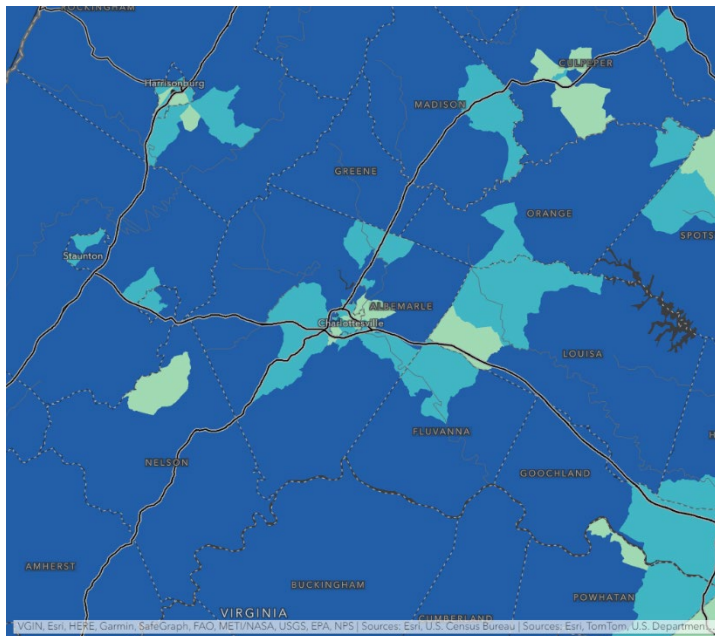 ROCKINGHAM
CULPEPER
Harrisonburg
MADISON
GREENE
ORANGE
SPOTS
Staunton
ALBEMARLE
Charlottesville
LOUISA
FLUVANNA
NELSON
GOOCHLAND
AMHERST
BUCKINGHAM
POWHATAN
VIRGINIA
CUMBERLAND
VGIN, Esri, HERE, Garmin, SafeGraph, FAO, METI/NASA, USGS, EPA, NPS | Sources: Esri, U.S. Census Bureau | Sources: Esri, TomTom, U.S. Department...